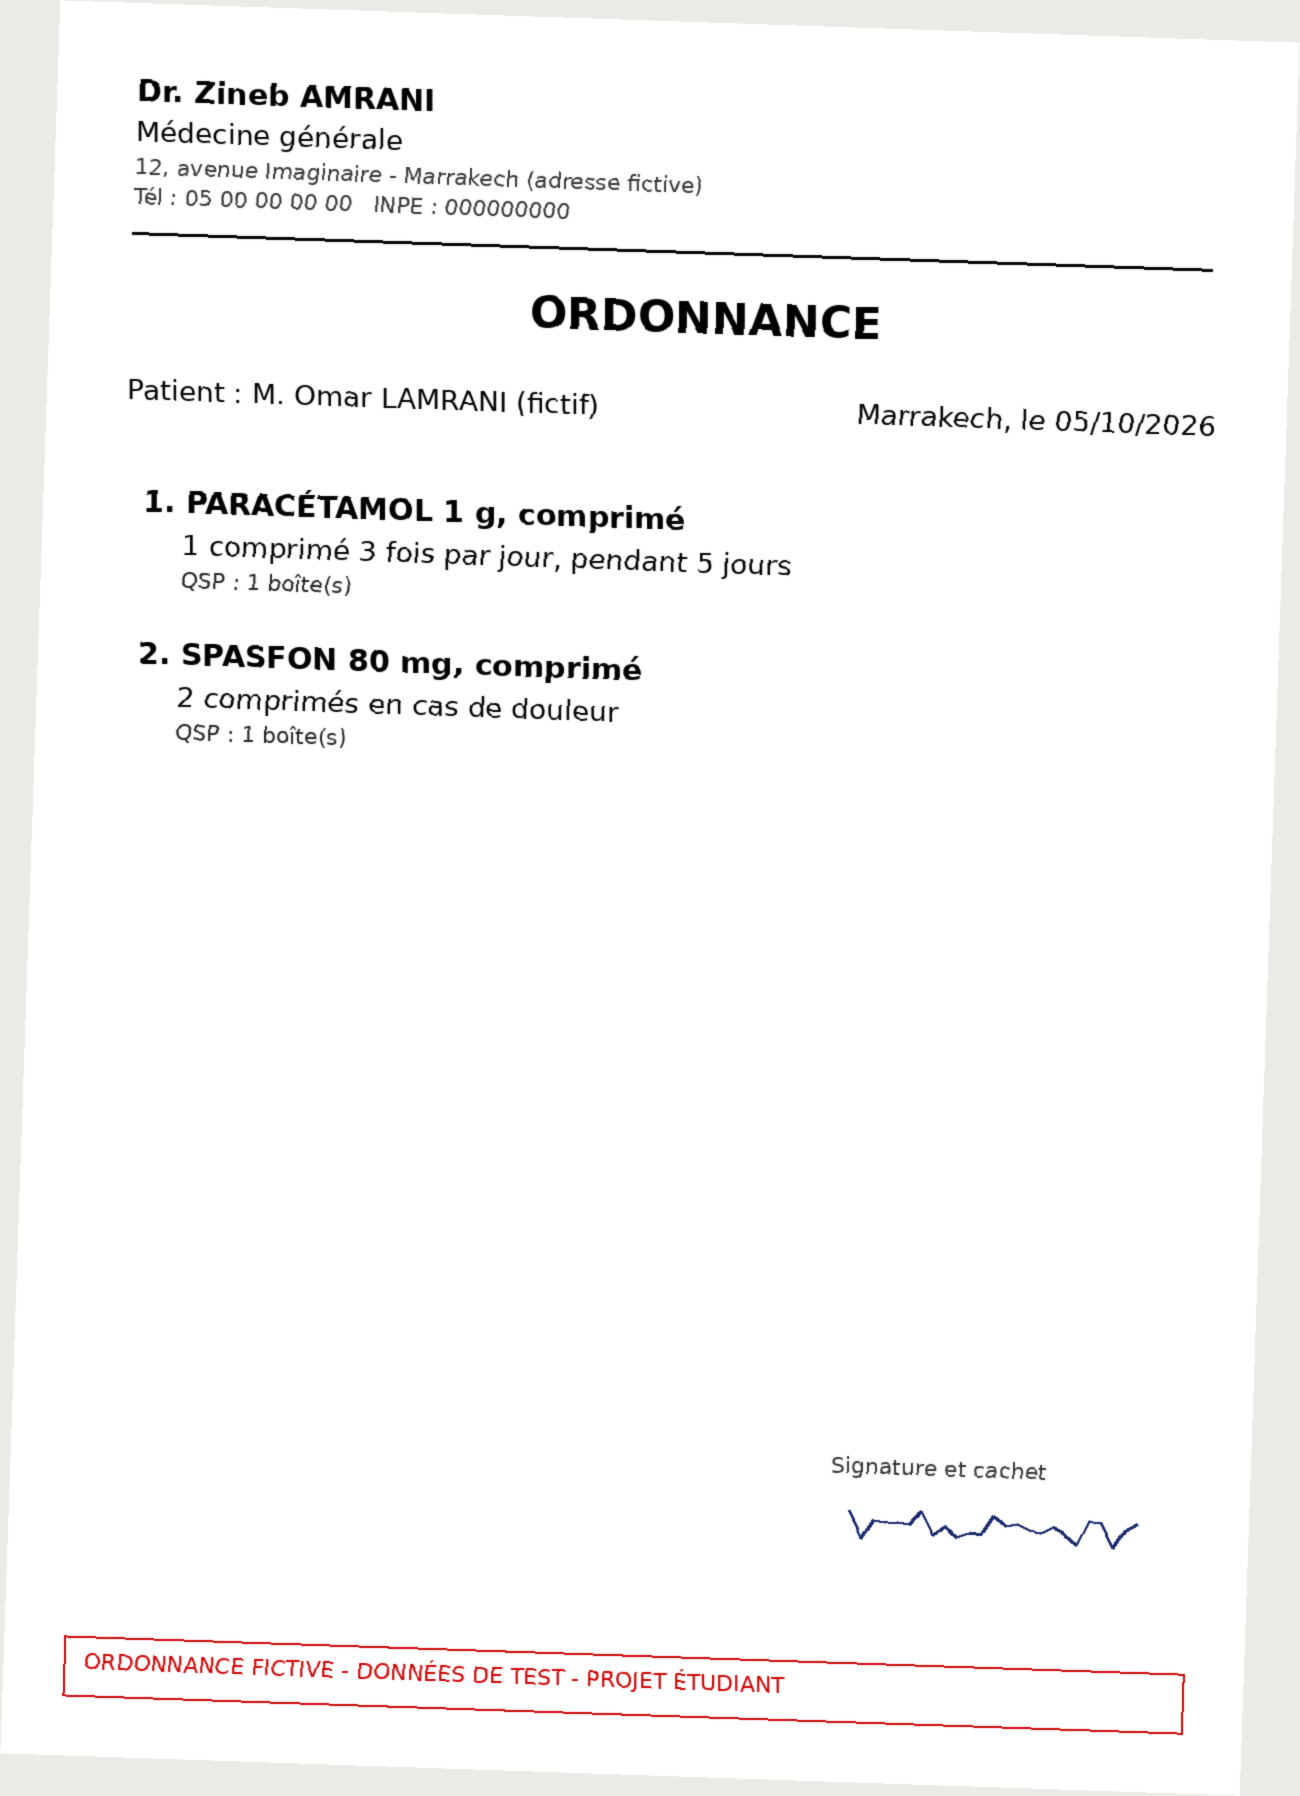 Dr. Zineb AMRANI
Médecine générale
12, avenue Imaginaire - Marrakech (adresse fictive)
Tél : 05 00 00 00 00   INPE : 000000000
ORDONNANCE
Patient : M. Omar LAMRANI (fictif)
Marrakech, le 05/10/2026
1. PARACÉTAMOL 1 g, comprimé
1 comprimé 3 fois par jour, pendant 5 jours
QSP : 1 boîte(s)
2. SPASFON 80 mg, comprimé
2 comprimés en cas de douleur
QSP : 1 boîte(s)
Signature et cachet
ORDONNANCE FICTIVE - DONNÉES DE TEST - PROJET ÉTUDIANT